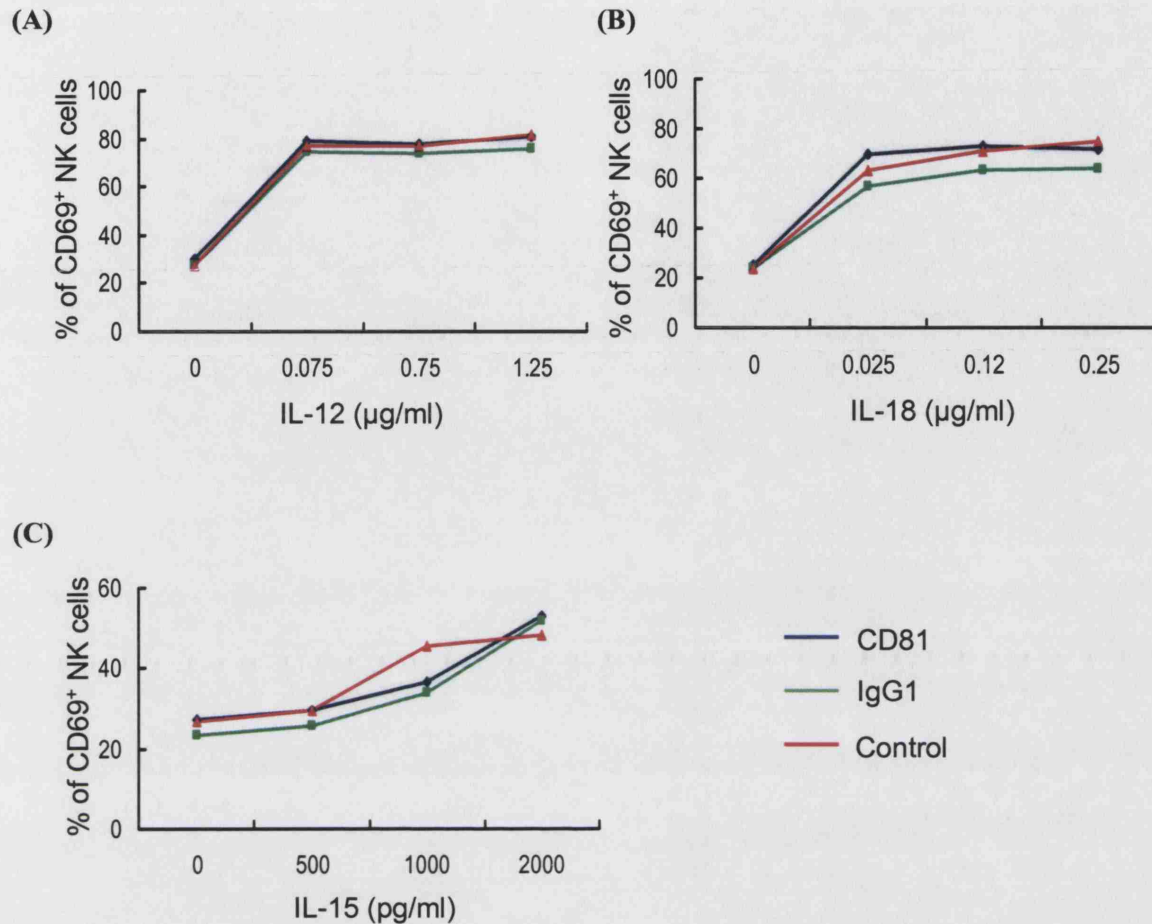 (A)
% of CD69⁺ NK cells
100
80
60
40
20
0
0 0.075 0.75 1.25
IL-12 (µg/ml)
(B)
% of CD69⁺ NK cells
100
80
60
40
20
0
0 0.025 0.12 0.25
IL-18 (µg/ml)
(C)
% of CD69⁺ NK cells
60
40
20
0
0 500 1000 2000
IL-15 (pg/ml)
CD81
IgG1
Control